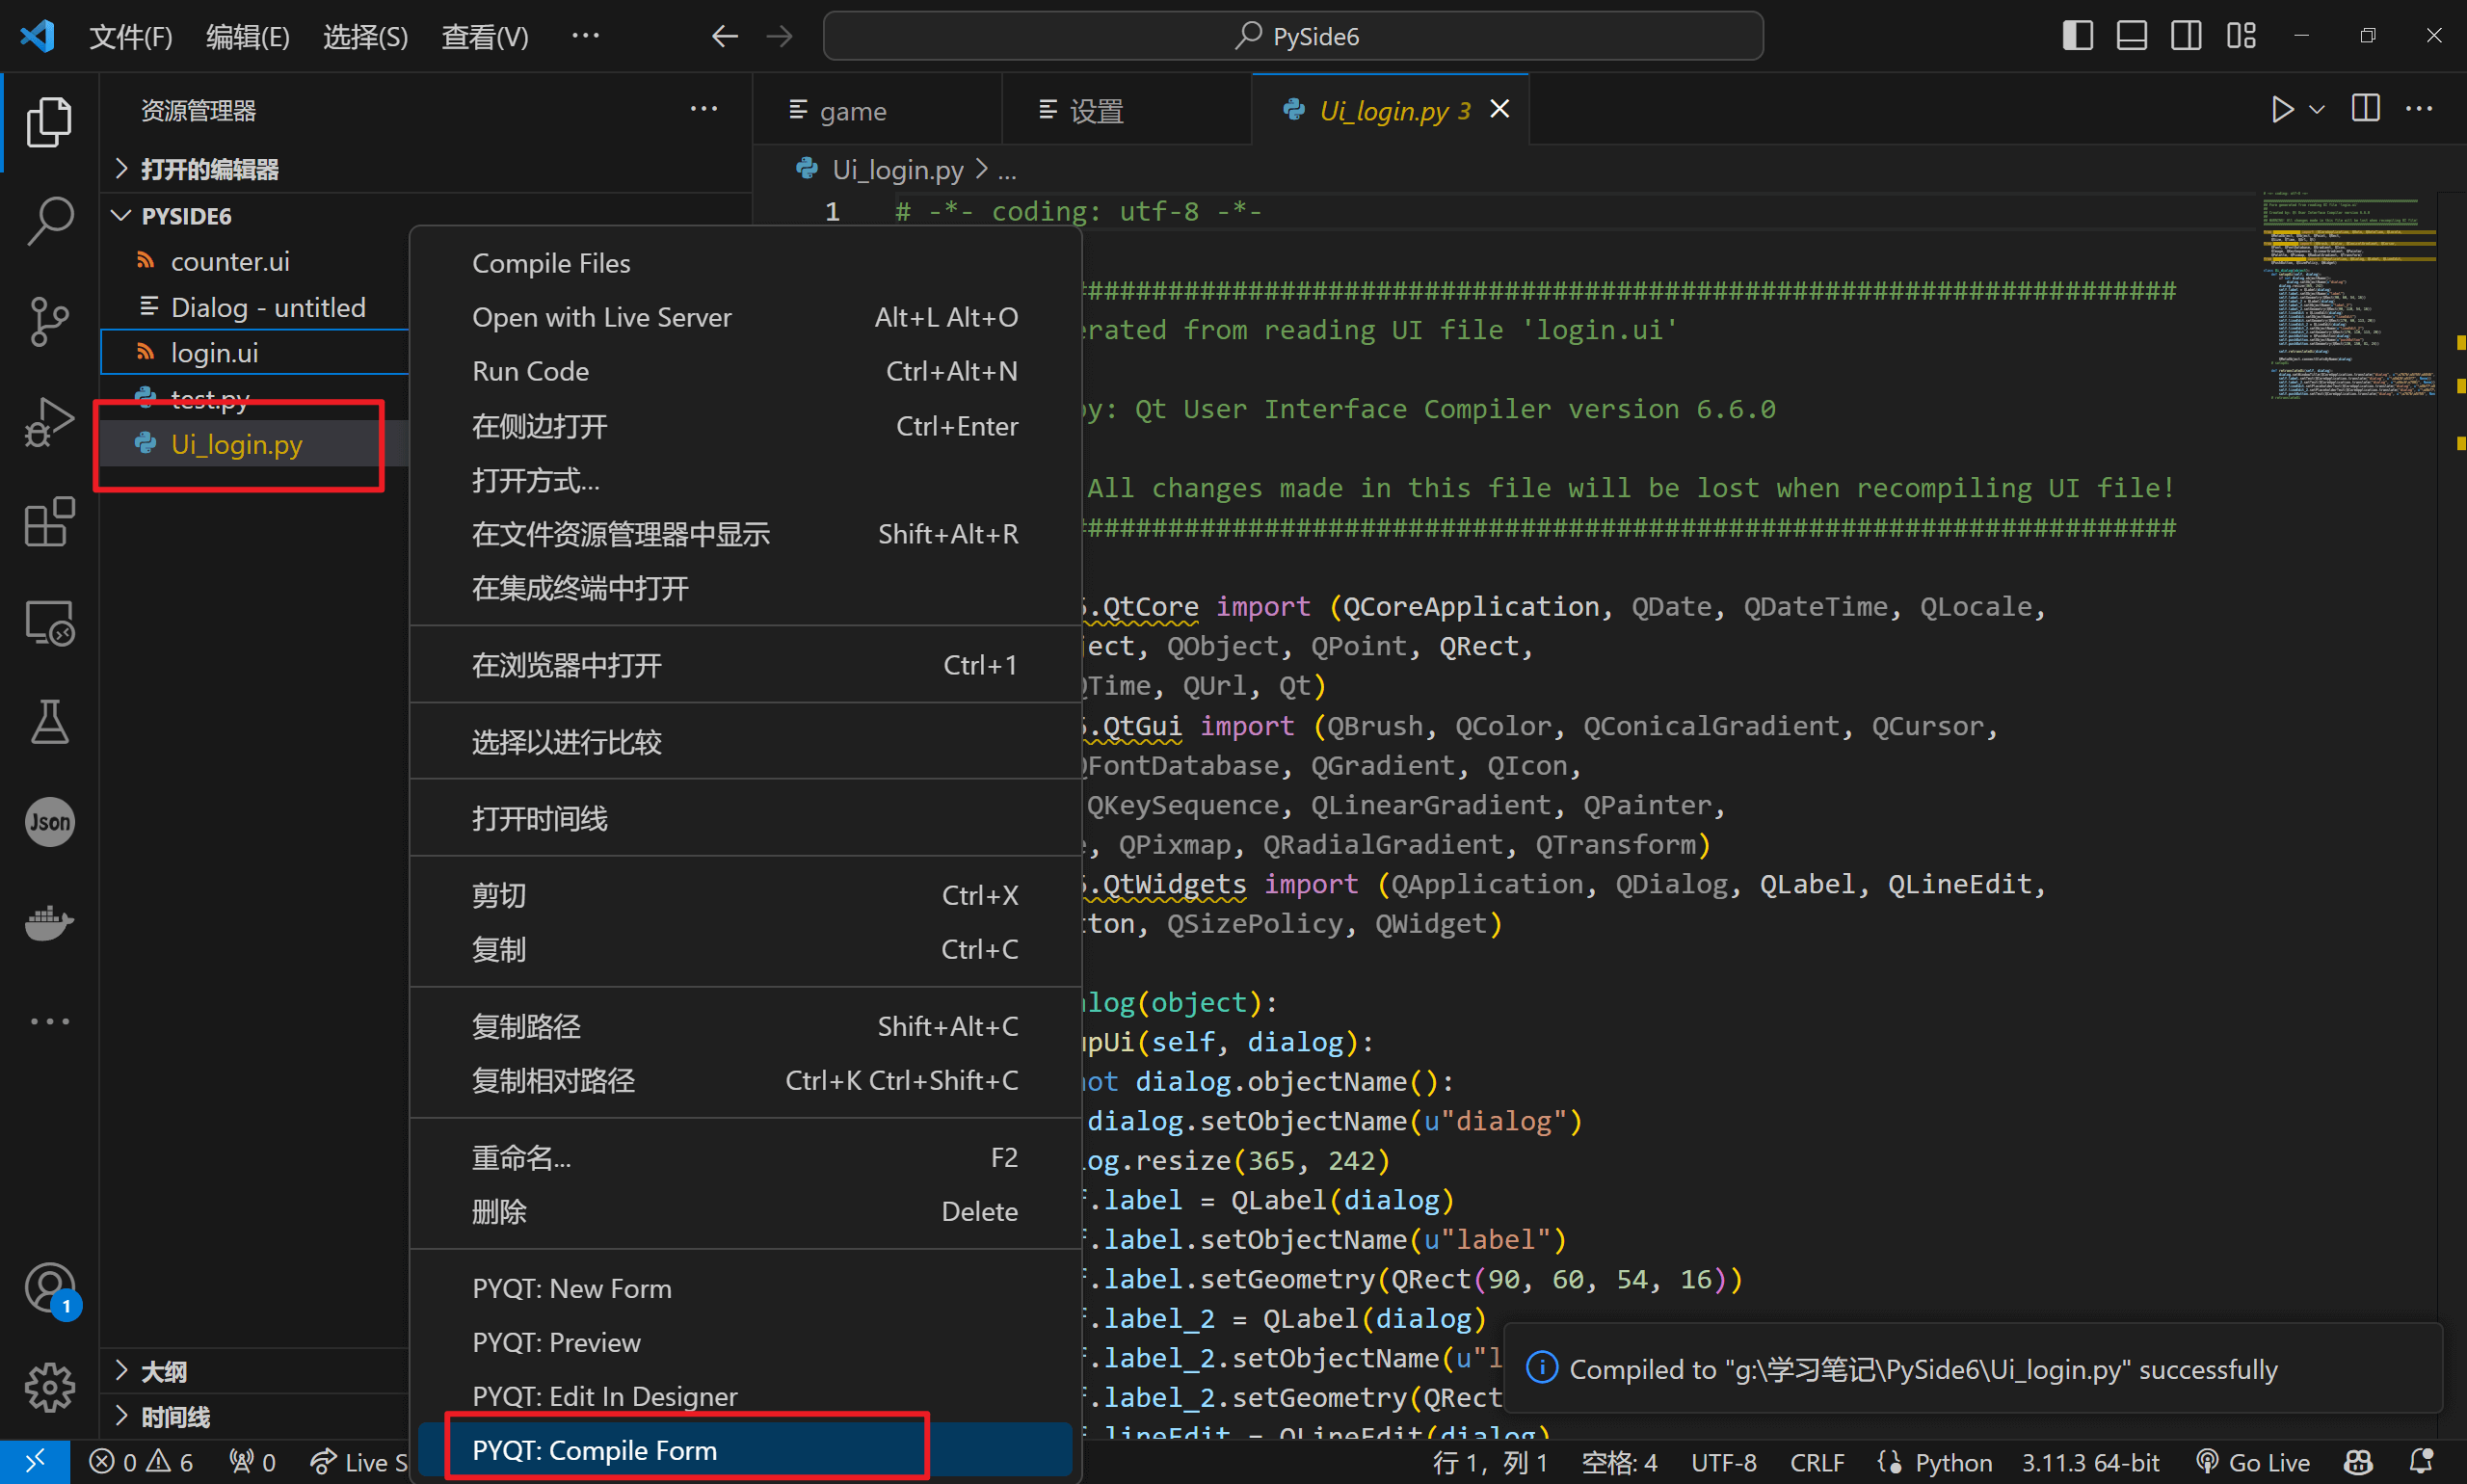 文件(F) 编辑(E) 选择(S) 查看(V) ··· PySide6
资源管理器 ···
打开的编辑器
PYSIDE6
counter.ui
Dialog - untitled
login.ui
test.py
Ui_login.py
大纲
时间线
Json
1
game 设置 Ui_login.py 3
Ui_login.py > ...
1 # -*- coding: utf-8 -*-
################################################################################
erated from reading UI file 'login.ui'
y: Qt User Interface Compiler version 6.6.0
All changes made in this file will be lost when recompiling UI file!
################################################################################
.QtCore import (QCoreApplication, QDate, QDateTime, QLocale,
ject, QObject, QPoint, QRect,
QTime, QUrl, Qt)
.QtGui import (QBrush, QColor, QConicalGradient, QCursor,
QFontDatabase, QGradient, QIcon,
QKeySequence, QLinearGradient, QPainter,
, QPixmap, QRadialGradient, QTransform)
.QtWidgets import (QApplication, QDialog, QLabel, QLineEdit,
ton, QSizePolicy, QWidget)
alog(object):
upUi(self, dialog):
not dialog.objectName():
dialog.setObjectName(u"dialog")
og.resize(365, 242)
f.label = QLabel(dialog)
f.label.setObjectName(u"label")
f.label.setGeometry(QRect(90, 60, 54, 16))
f.label_2 = QLabel(dialog)
f.label_2.setObjectName(u"l
f.label_2.setGeometry(QRect
f.lineEdit = QLineEdit(dialog)
Compile Files
Open with Live Server Alt+L Alt+O
Run Code Ctrl+Alt+N
在侧边打开 Ctrl+Enter
打开方式...
在文件资源管理器中显示 Shift+Alt+R
在集成终端中打开
在浏览器中打开 Ctrl+1
选择以进行比较
打开时间线
剪切 Ctrl+X
复制 Ctrl+C
复制路径 Shift+Alt+C
复制相对路径 Ctrl+K Ctrl+Shift+C
重命名... F2
删除 Delete
PYQT: New Form
PYQT: Preview
PYQT: Edit In Designer
PYQT: Compile Form
Compiled to "g:\学习笔记\PySide6\Ui_login.py" successfully
0 6 0 Live S
行 1, 列 1 空格: 4 UTF-8 CRLF Python 3.11.3 64-bit Go Live